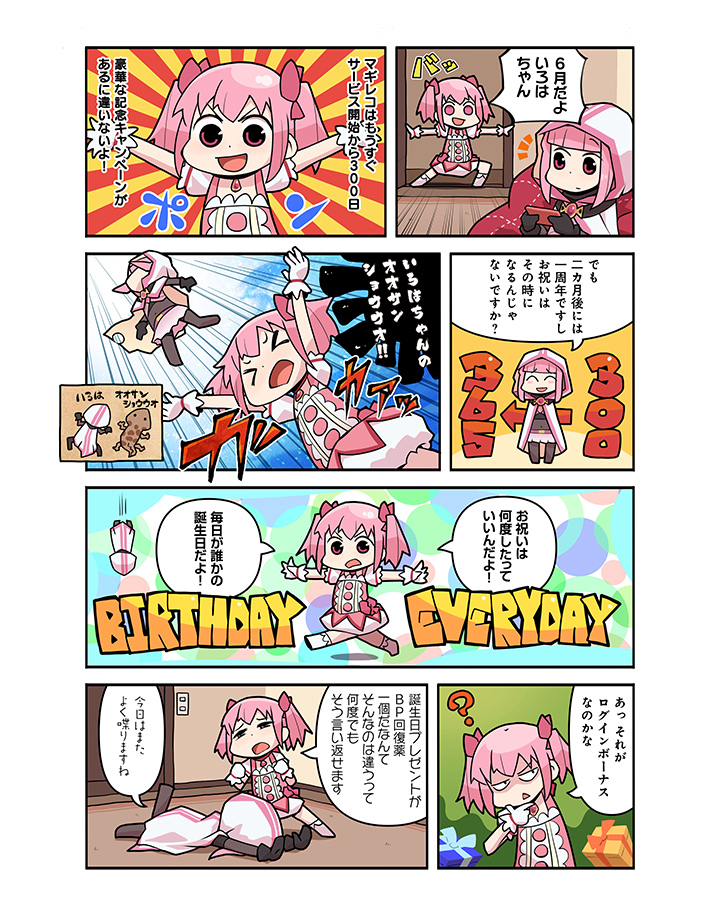 6月だよ
いろは
ちゃん
バッ
マギレコはもうすぐ
サービス開始から300日
豪華な記念キャンペーンが
あるに違いないよ！
ポン
でも
二カ月後には
一周年ですし
お祝いは
その時に
なるんじゃ
ないですか？
300
365
いろはちゃんの
オオサン
ショウウオ!!
カアッ
ガッ
いろは
オオサン
ショウウオ
お祝いは
何度したって
いいんだよ！
毎日が誰かの
誕生日だよ！
BIRTHDAY EVERYDAY
あっ それが
ログインボーナス
なのかな
?
誕生日プレゼントが
BP回復薬
一個だなんて
そんなのは違うって
何度でも
そう言い返せます
今日はまた
よく喋りますね